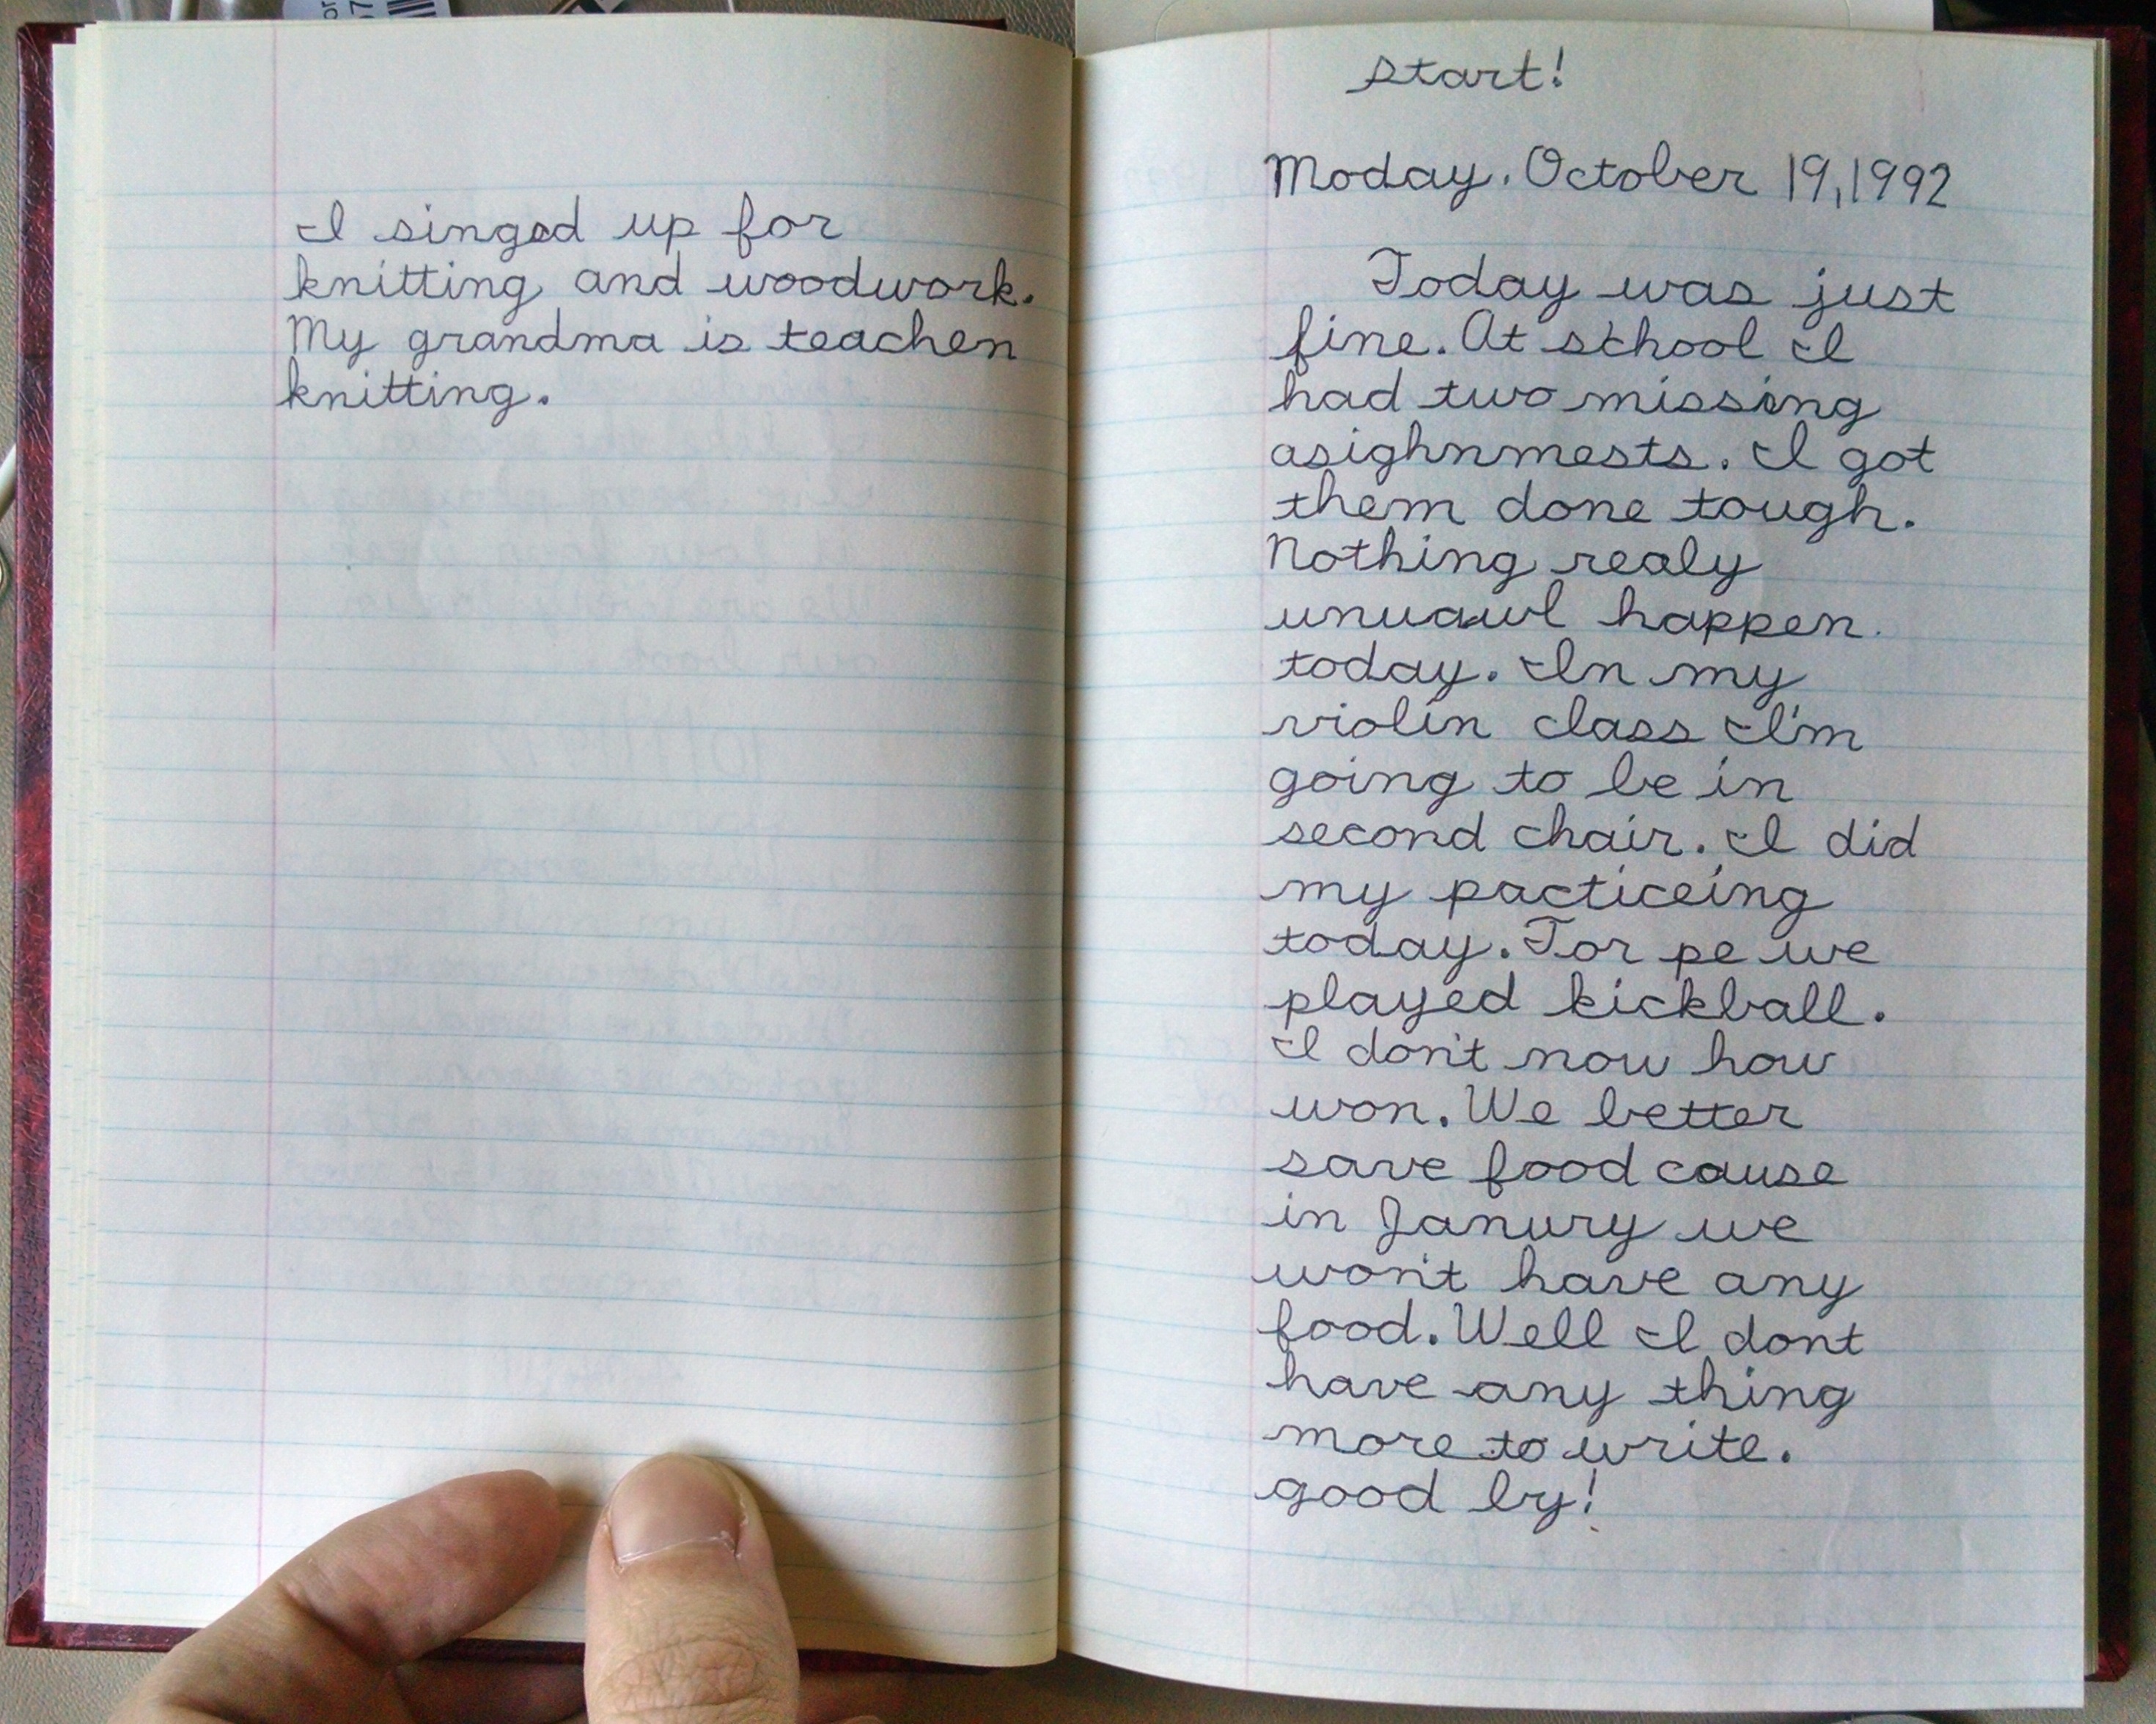 I singed up for
knitting and woodwork.
My grandma is teachen
knitting.
start!
Moday. October 19, 1992
Today was just
fine. At school I
had two missing
asighnmests. I got
them done tough.
Nothing realy
unuawl happen.
today. In my
violin class I'm
going to be in
second chair. I did
my pacticeing
today. For pe we
played kickball.
I don't now how
won. We better
save food cause
in Janury we
won't have any
food. Well I dont
have any thing
more to write.
good by!